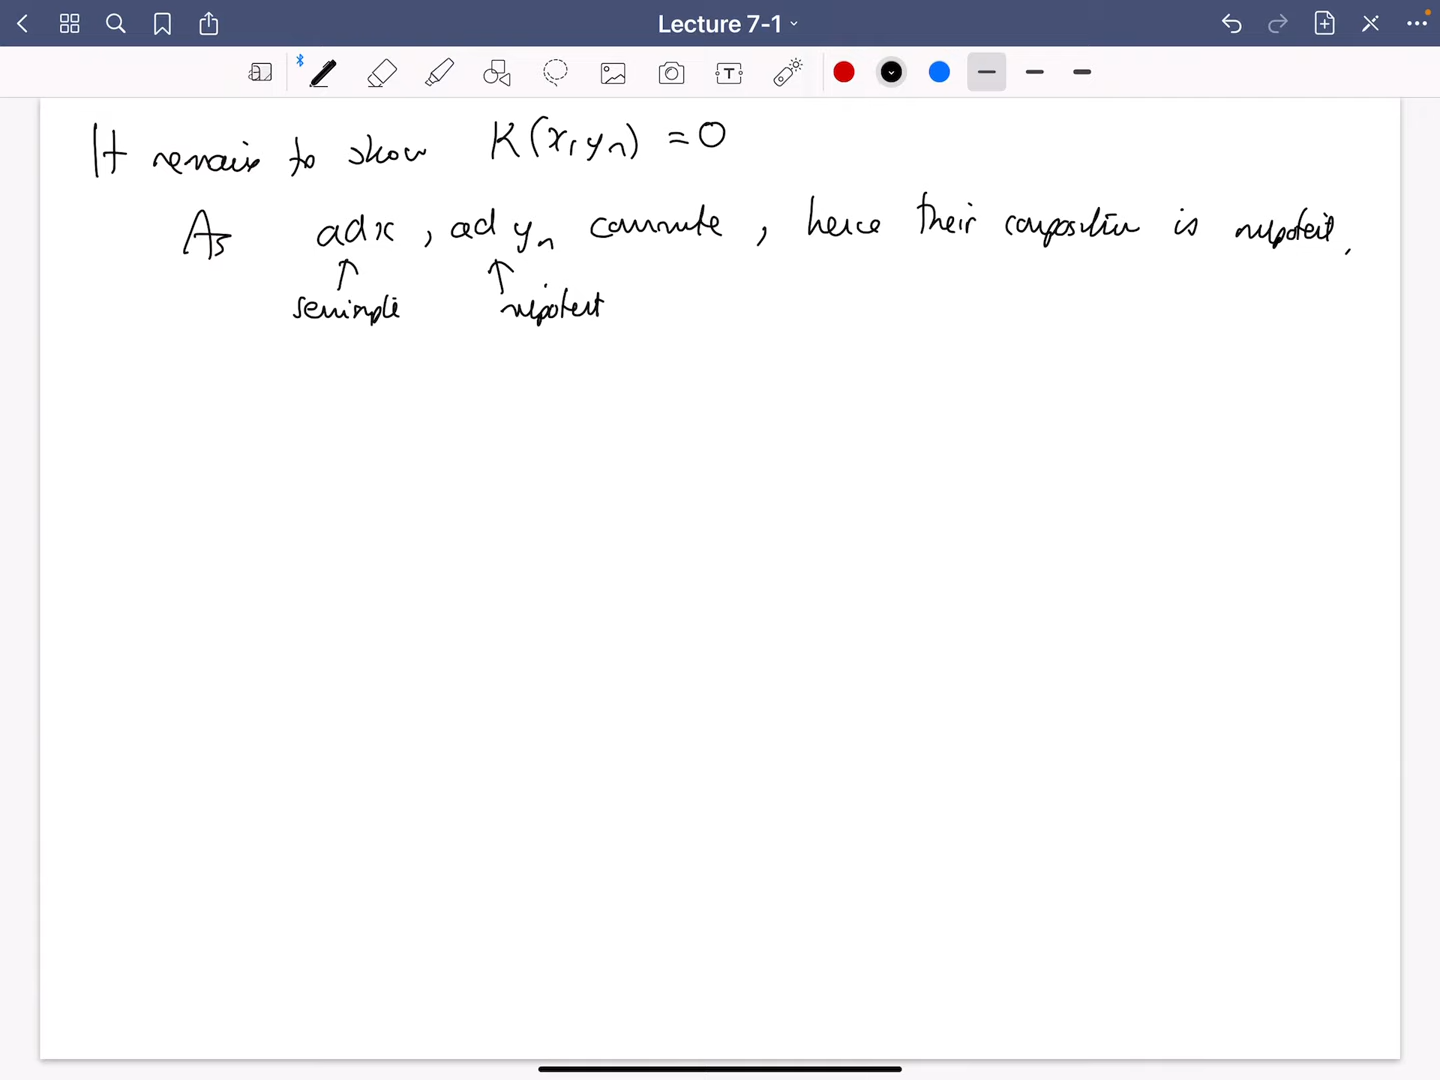 Lecture 7-1
It remains to show K(x, yₙ) = 0
As ad x, ad yₙ commute, hence their composition is nilpotent.
↑ semisimple ↑ nilpotent